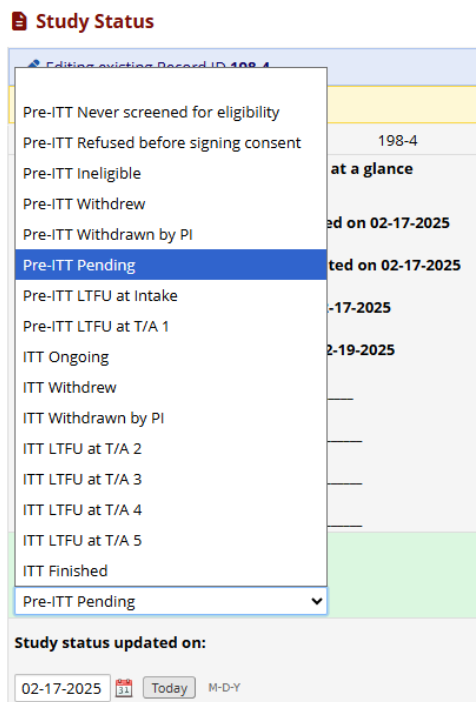 Study Status
Editing existing Record ID 198-4
198-4
at a glance
ed on 02-17-2025
ted on 02-17-2025
-17-2025
2-19-2025
Pre-ITT Never screened for eligibility
Pre-ITT Refused before signing consent
Pre-ITT Ineligible
Pre-ITT Withdrew
Pre-ITT Withdrawn by PI
Pre-ITT Pending
Pre-ITT LTFU at Intake
Pre-ITT LTFU at T/A 1
ITT Ongoing
ITT Withdrew
ITT Withdrawn by PI
ITT LTFU at T/A 2
ITT LTFU at T/A 3
ITT LTFU at T/A 4
ITT LTFU at T/A 5
ITT Finished
Pre-ITT Pending
Study status updated on:
02-17-2025 31 Today M-D-Y